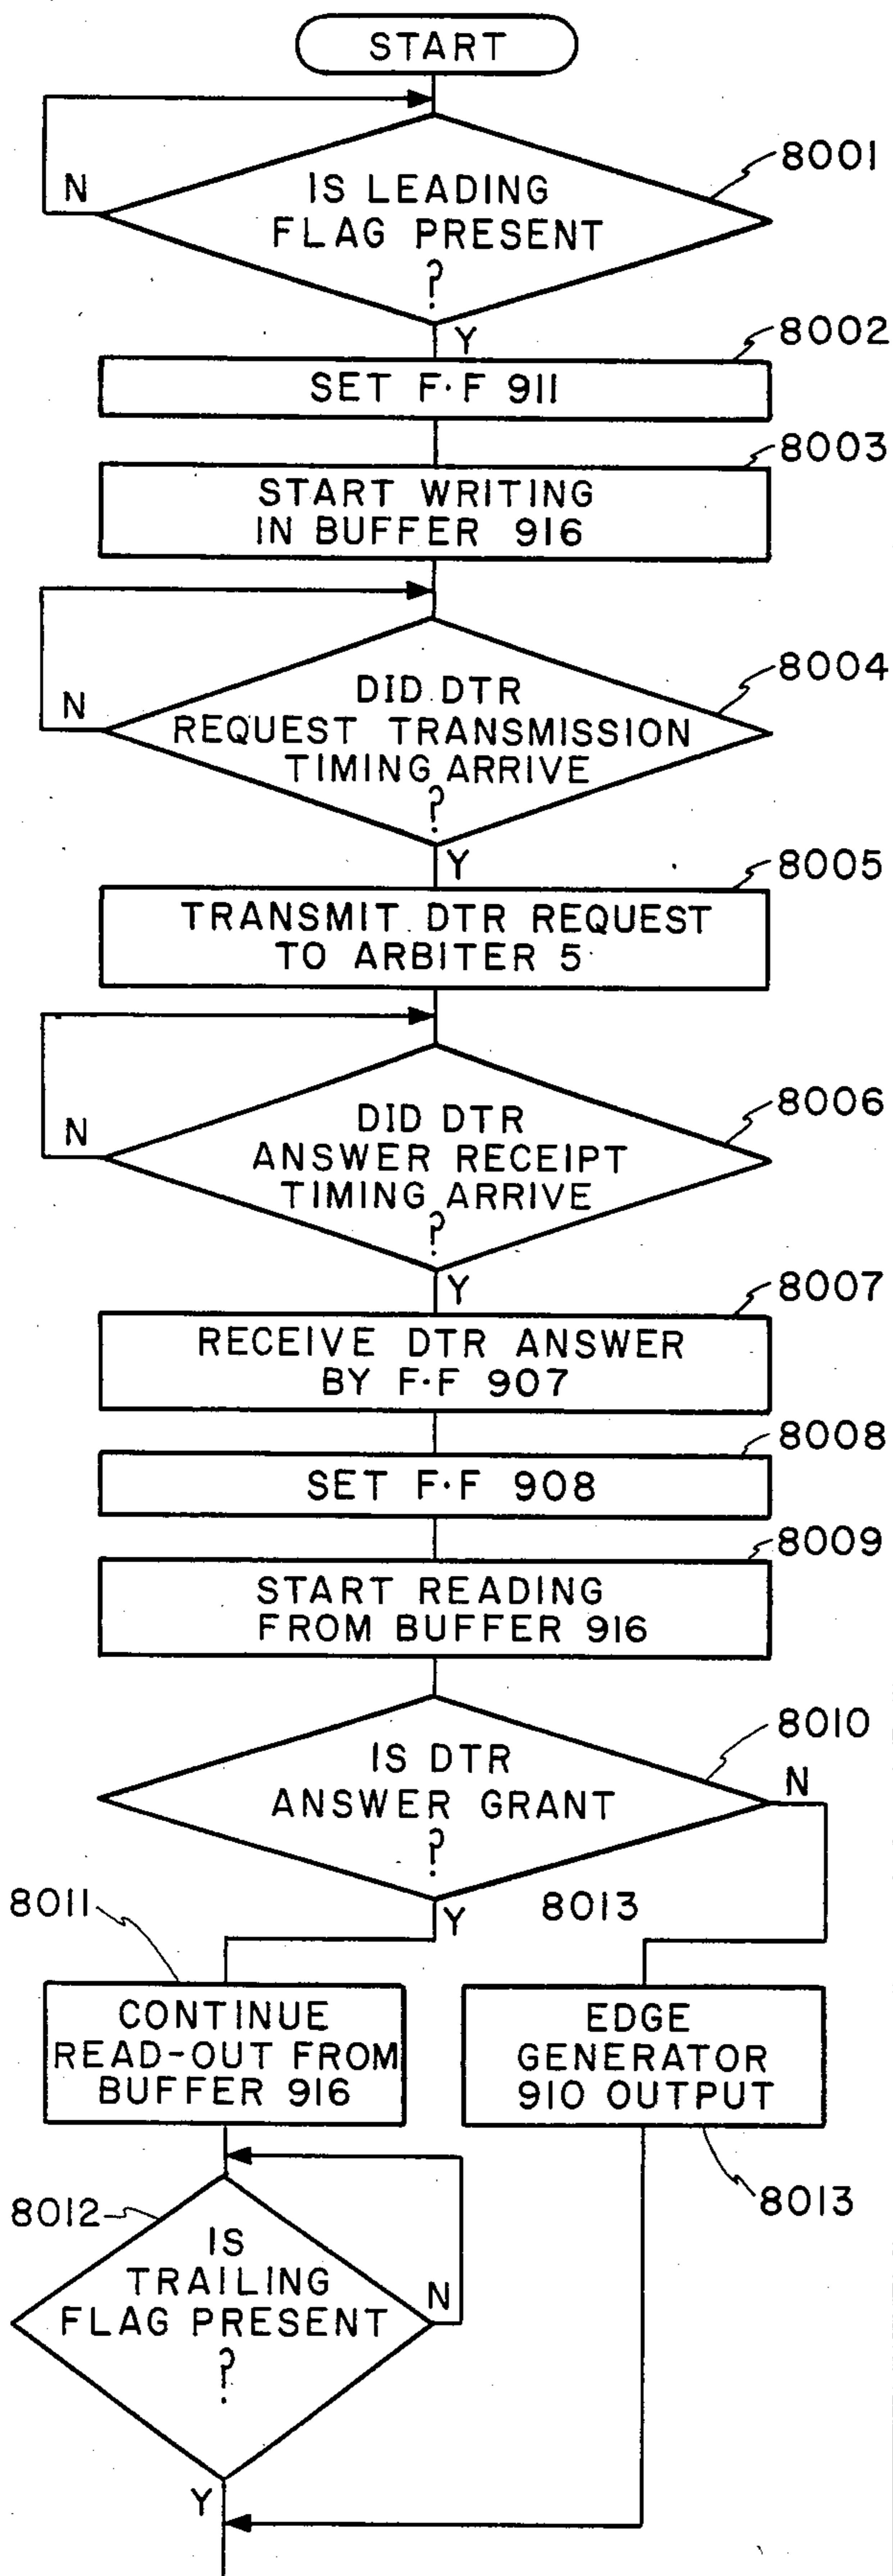 START
8001
N
IS LEADING
FLAG PRESENT
?
Y
8002
SET F·F 911
8003
START WRITING
IN BUFFER 916
8004
N
DID DTR
REQUEST TRANSMISSION
TIMING ARRIVE
?
Y
8005
TRANSMIT DTR REQUEST
TO ARBITER 5
8006
N
DID DTR
ANSWER RECEIPT
TIMING ARRIVE
?
Y
8007
RECEIVE DTR ANSWER
BY F·F 907
8008
SET F·F 908
8009
START READING
FROM BUFFER 916
8010
N
IS DTR
ANSWER GRANT
?
Y
8013
8011
CONTINUE
READ-OUT FROM
BUFFER 916
EDGE
GENERATOR
910 OUTPUT
8013
8012
IS
TRAILING
FLAG PRESENT
?
N
Y